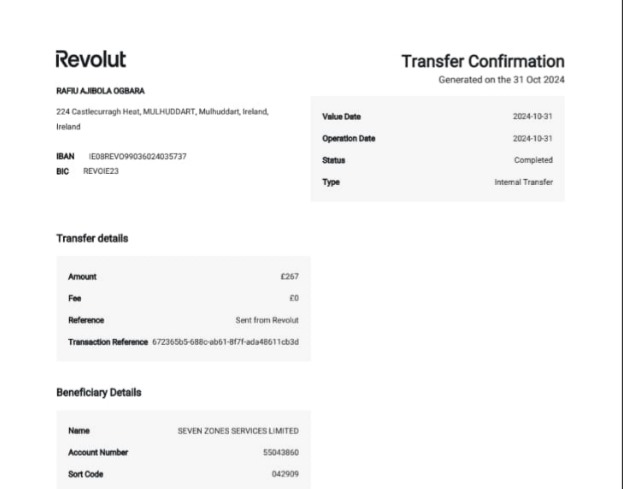 Revolut
Transfer Confirmation
Generated on the 31 Oct 2024
RAFIU AJIBOLA OGBARA
224 Castlecurragh Heat, MULHUDDART, Mulhuddart, Ireland,
Ireland
IBAN IE08REVO99036024035737
BIC REVOIE23
Value Date 2024-10-31
Operation Date 2024-10-31
Status Completed
Type Internal Transfer
Transfer details
Amount £267
Fee £0
Reference Sent from Revolut
Transaction Reference 672365b5-688c-ab61-8f7f-ada48611cb3d
Beneficiary Details
Name SEVEN ZONES SERVICES LIMITED
Account Number 55043860
Sort Code 042909